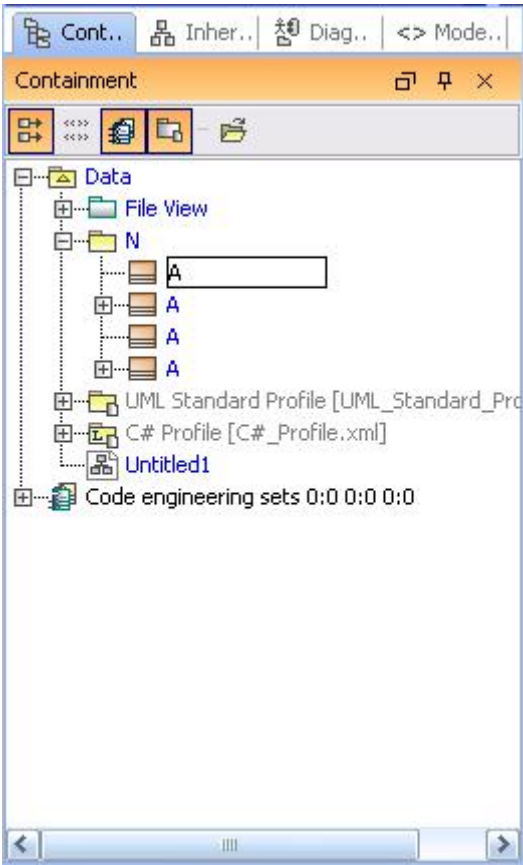 Cont.. Inher.. Diag.. <> Mode..
Containment
Data
File View
N
A
A
A
A
UML Standard Profile [UML_Standard_Pro
C# Profile [C#_Profile.xml]
Untitled1
Code engineering sets 0:0 0:0 0:0